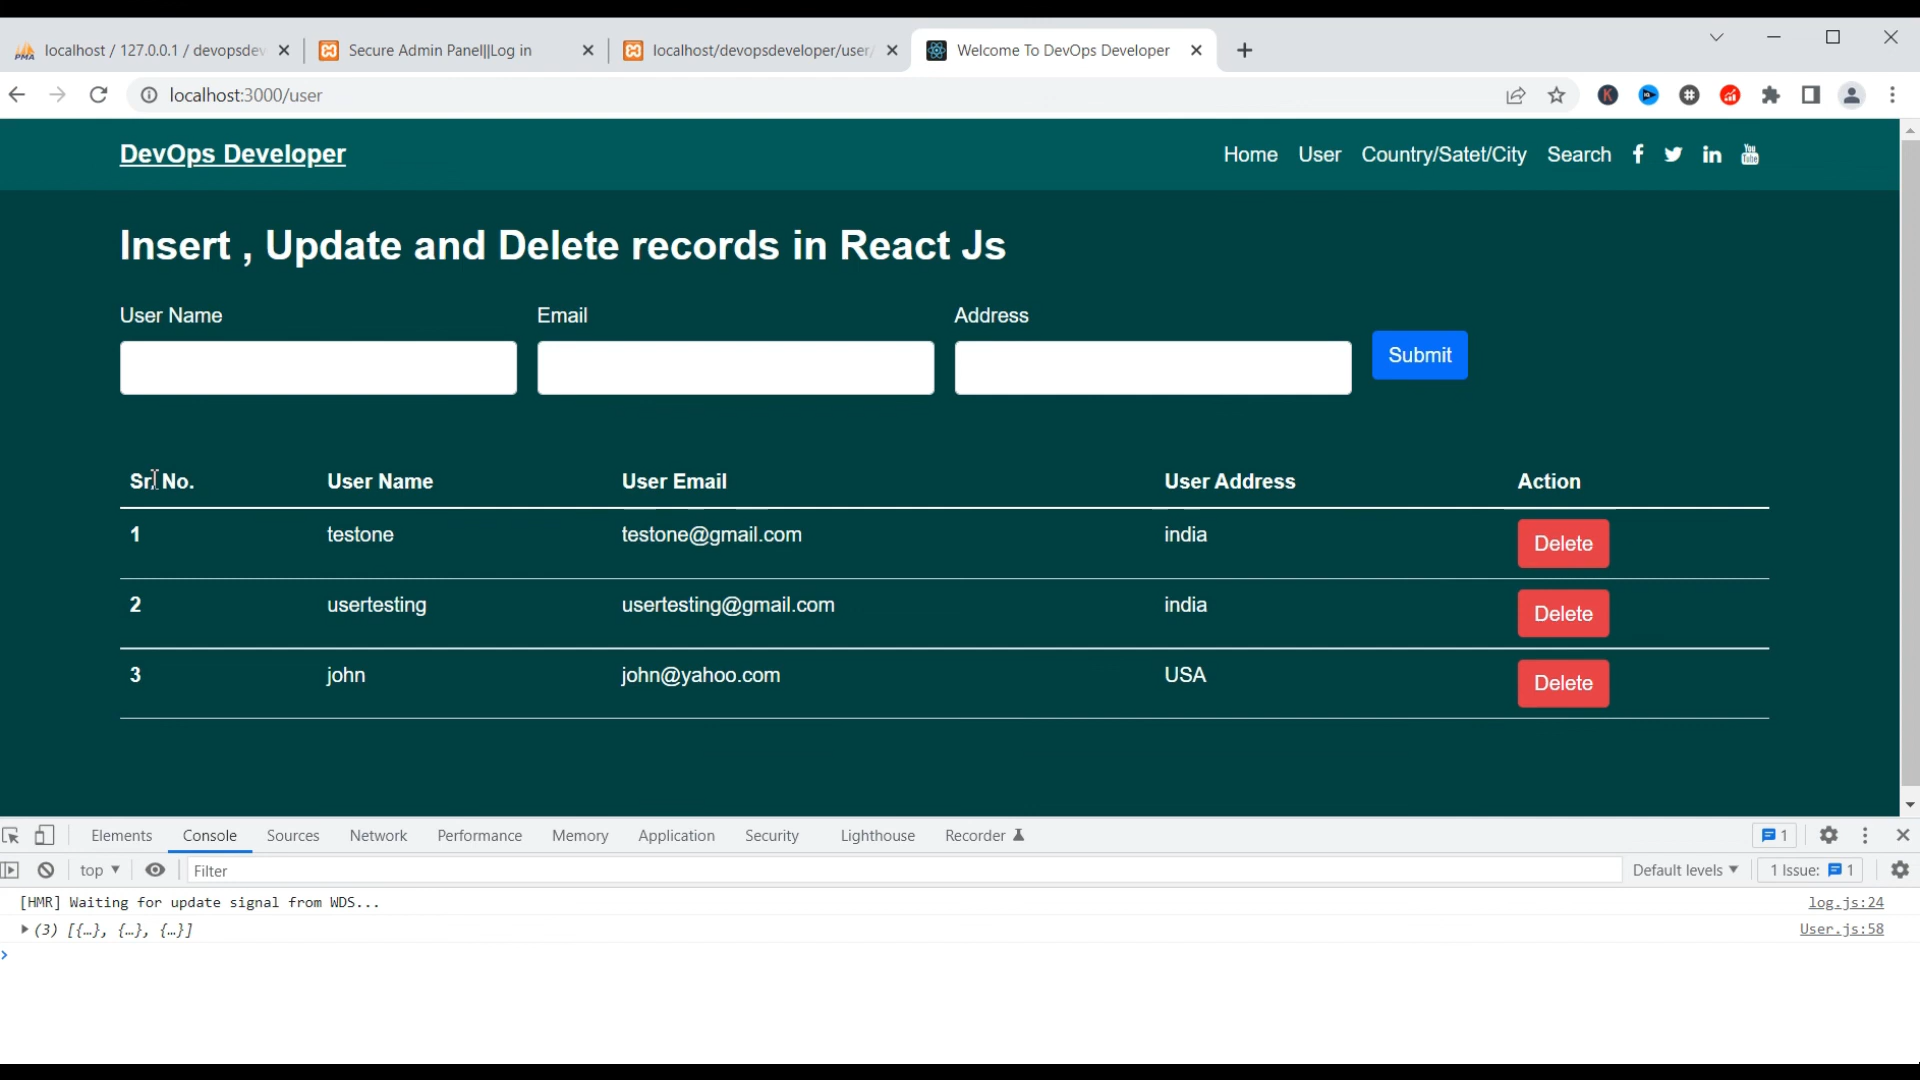 PMA localhost / 127.0.0.1 / devopsdev
Secure Admin Panel||Log in
localhost/devopsdeveloper/user/
Welcome To DevOps Developer
localhost:3000/user
DevOps Developer
Home User Country/Satet/City Search
You Tube
Insert , Update and Delete records in React Js
User Name Email Address
Submit
Sr. No. User Name User Email User Address Action
1 testone testone@gmail.com india Delete
2 usertesting usertesting@gmail.com india Delete
3 john john@yahoo.com USA Delete
Elements Console Sources Network Performance Memory Application Security Lighthouse Recorder 1
top Filter Default levels 1 Issue: 1
[HMR] Waiting for update signal from WDS... log.js:24
(3) [{…}, {…}, {…}] User.js:58